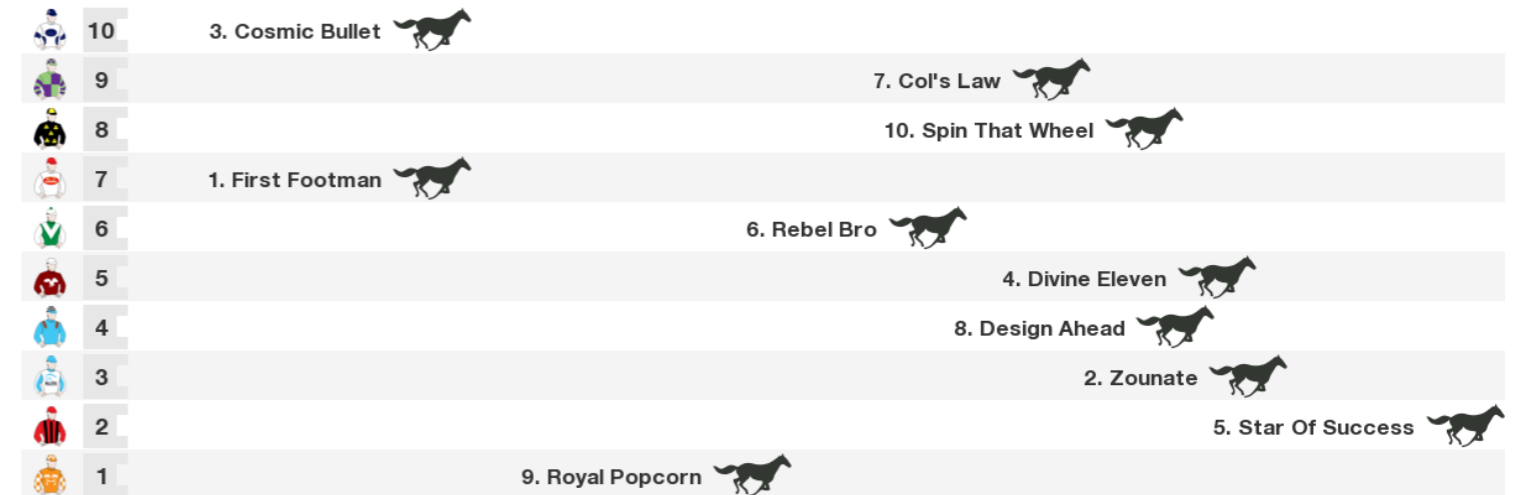 10 3. Cosmic Bullet
9 7. Col's Law
8 10. Spin That Wheel
7 1. First Footman
6 6. Rebel Bro
5 4. Divine Eleven
4 8. Design Ahead
3 2. Zounate
2 5. Star Of Success
1 9. Royal Popcorn